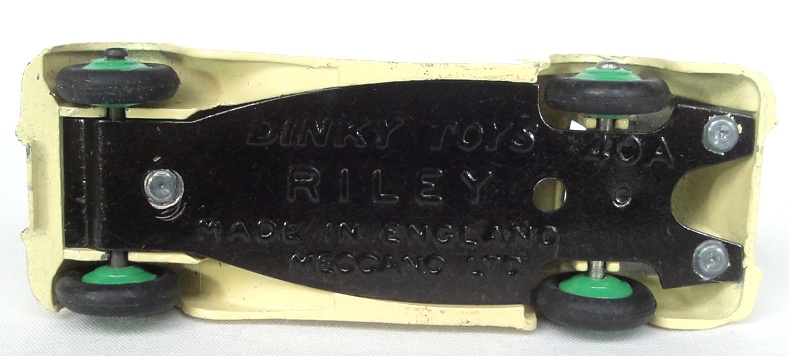 DINKY TOYS 40A
RILEY
MADE IN ENGLAND
MECCANO LTD